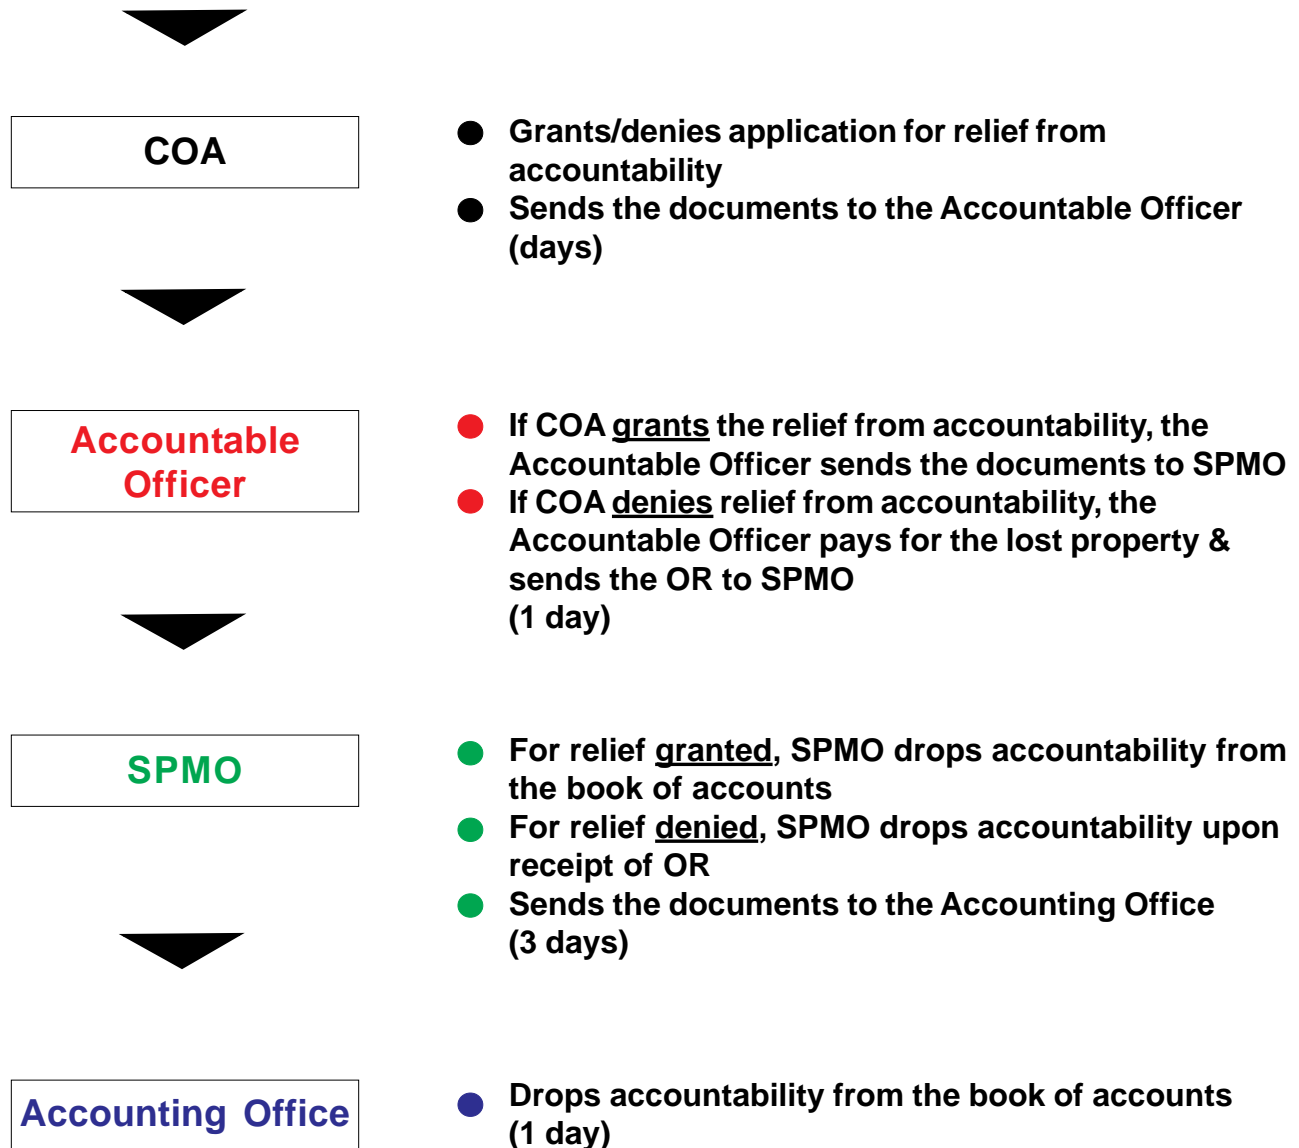 COA
Grants/denies application for relief from
accountability
Sends the documents to the Accountable Officer
(days)
Accountable
Officer
If COA grants the relief from accountability, the
Accountable Officer sends the documents to SPMO
If COA denies relief from accountability, the
Accountable Officer pays for the lost property &
sends the OR to SPMO
(1 day)
SPMO
For relief granted, SPMO drops accountability from
the book of accounts
For relief denied, SPMO drops accountability upon
receipt of OR
Sends the documents to the Accounting Office
(3 days)
Accounting Office
Drops accountability from the book of accounts
(1 day)